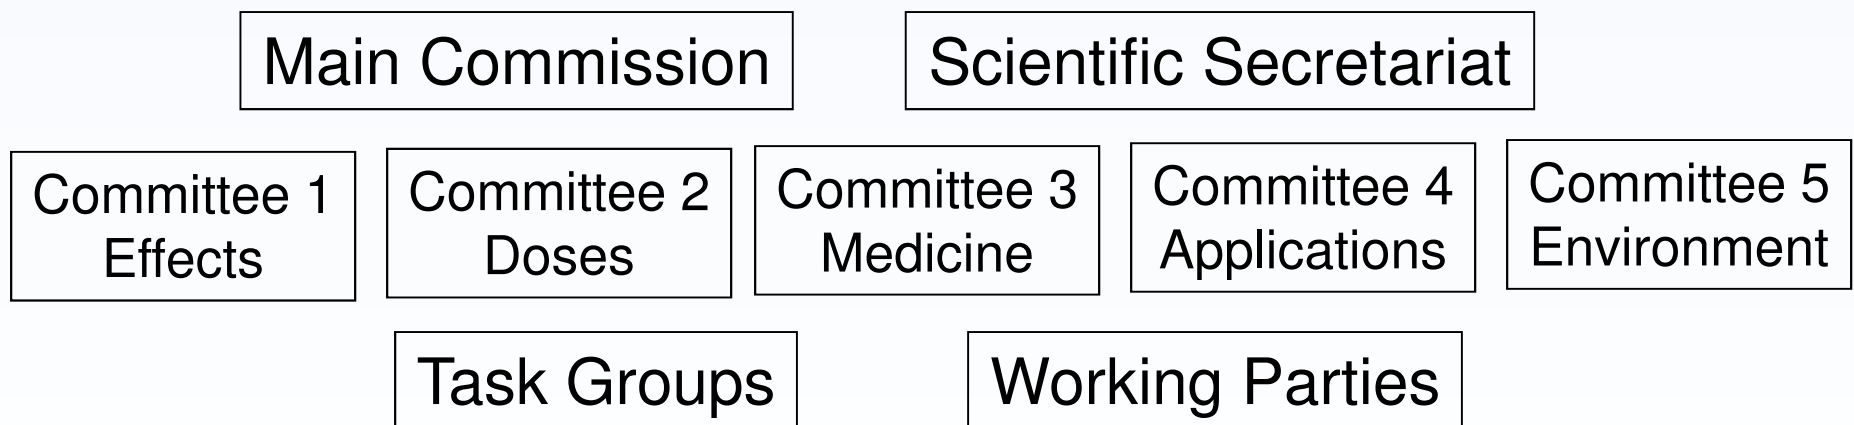 Main Commission
Scientific Secretariat
Committee 1
Effects
Committee 2
Doses
Committee 3
Medicine
Committee 4
Applications
Committee 5
Environment
Task Groups
Working Parties